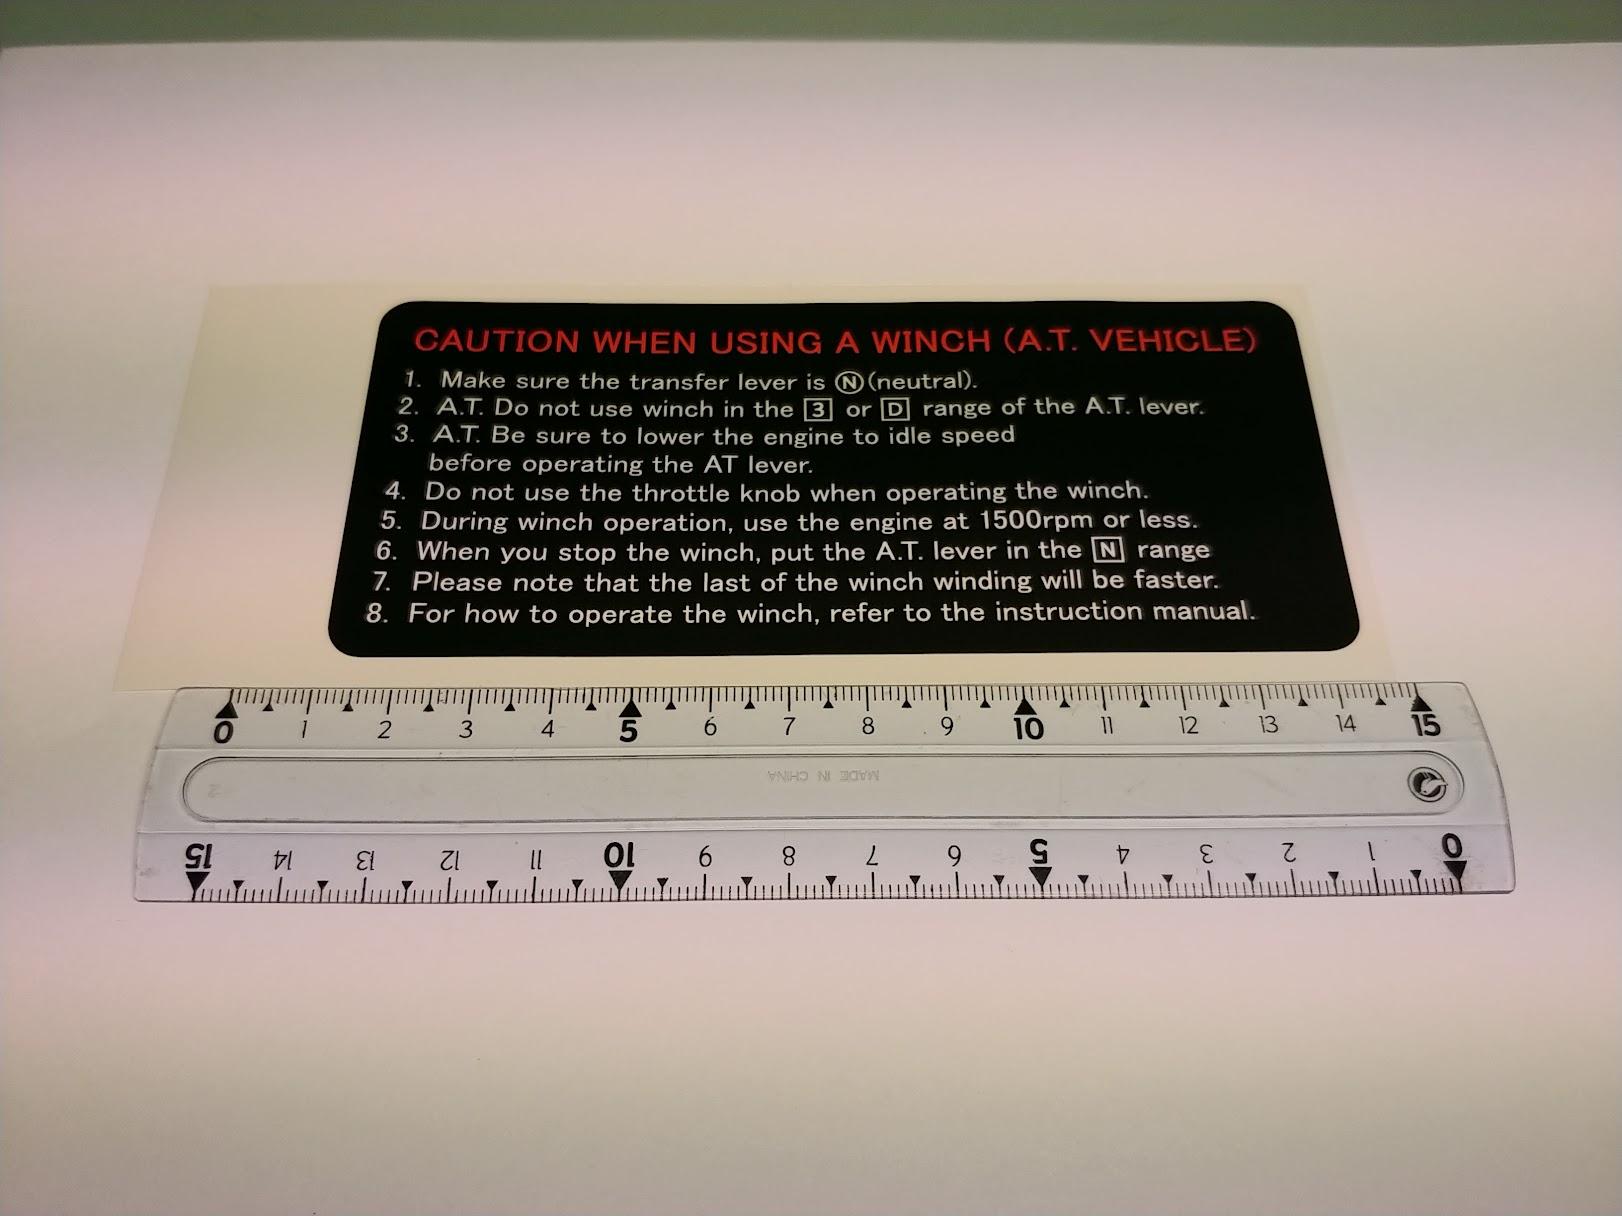 CAUTION WHEN USING A WINCH (A.T. VEHICLE)
1. Make sure the transfer lever is Ⓝ(neutral).
2. A.T. Do not use winch in the 3 or D range of the A.T. lever.
3. A.T. Be sure to lower the engine to idle speed
before operating the AT lever.
4. Do not use the throttle knob when operating the winch.
5. During winch operation, use the engine at 1500rpm or less.
6. When you stop the winch, put the A.T. lever in the N range
7. Please note that the last of the winch winding will be faster.
8. For how to operate the winch, refer to the instruction manual.
0 1 2 3 4 5 6 7 8 9 10 11 12 13 14 15
MADE IN CHINA
15 14 13 12 11 10 9 8 7 6 5 4 3 2 1 0